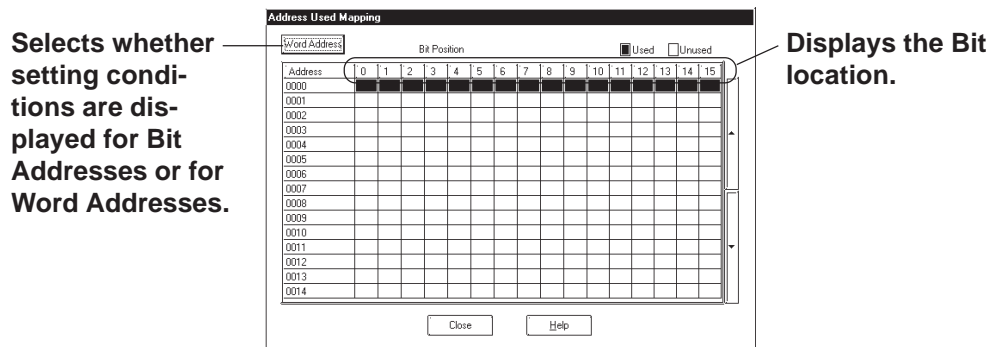 Address Used Mapping
Selects whether
setting condi-
tions are dis-
played for Bit
Addresses or for
Word Addresses.
Word Address
Bit Position
Used
Unused
Displays the Bit
location.
Address 0 1 2 3 4 5 6 7 8 9 10 11 12 13 14 15
0000
0001
0002
0003
0004
0005
0006
0007
0008
0009
0010
0011
0012
0013
0014
Close
Help